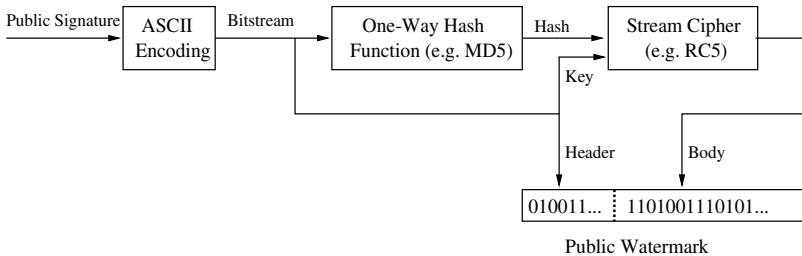 Public Signature
ASCII
Encoding
Bitstream
One-Way Hash
Function (e.g. MD5)
Hash
Stream Cipher
(e.g. RC5)
Key
Header
Body
010011...
1101001110101...
Public Watermark